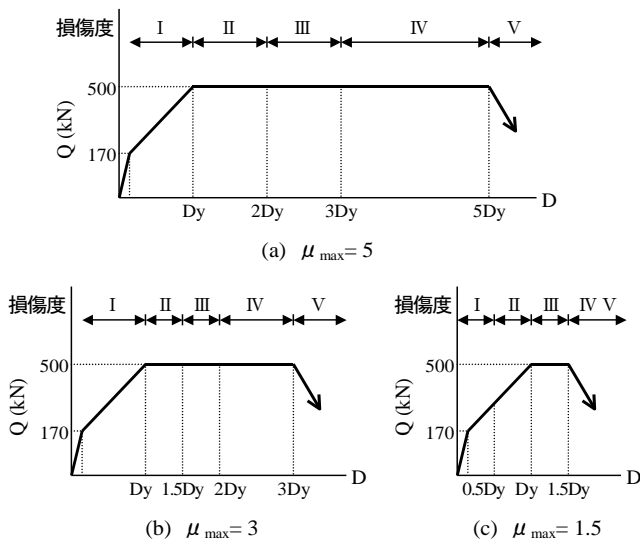 損傷度 I II III IV V
500
170
Q (kN)
Dy 2Dy 3Dy 5Dy D
(a) μ max= 5
損傷度 I II III IV V
500
170
Q (kN)
Dy 1.5Dy 2Dy 3Dy D
(b) μ max= 3
損傷度 I II III IV V
500
170
Q (kN)
0.5Dy Dy 1.5Dy D
(c) μ max= 1.5